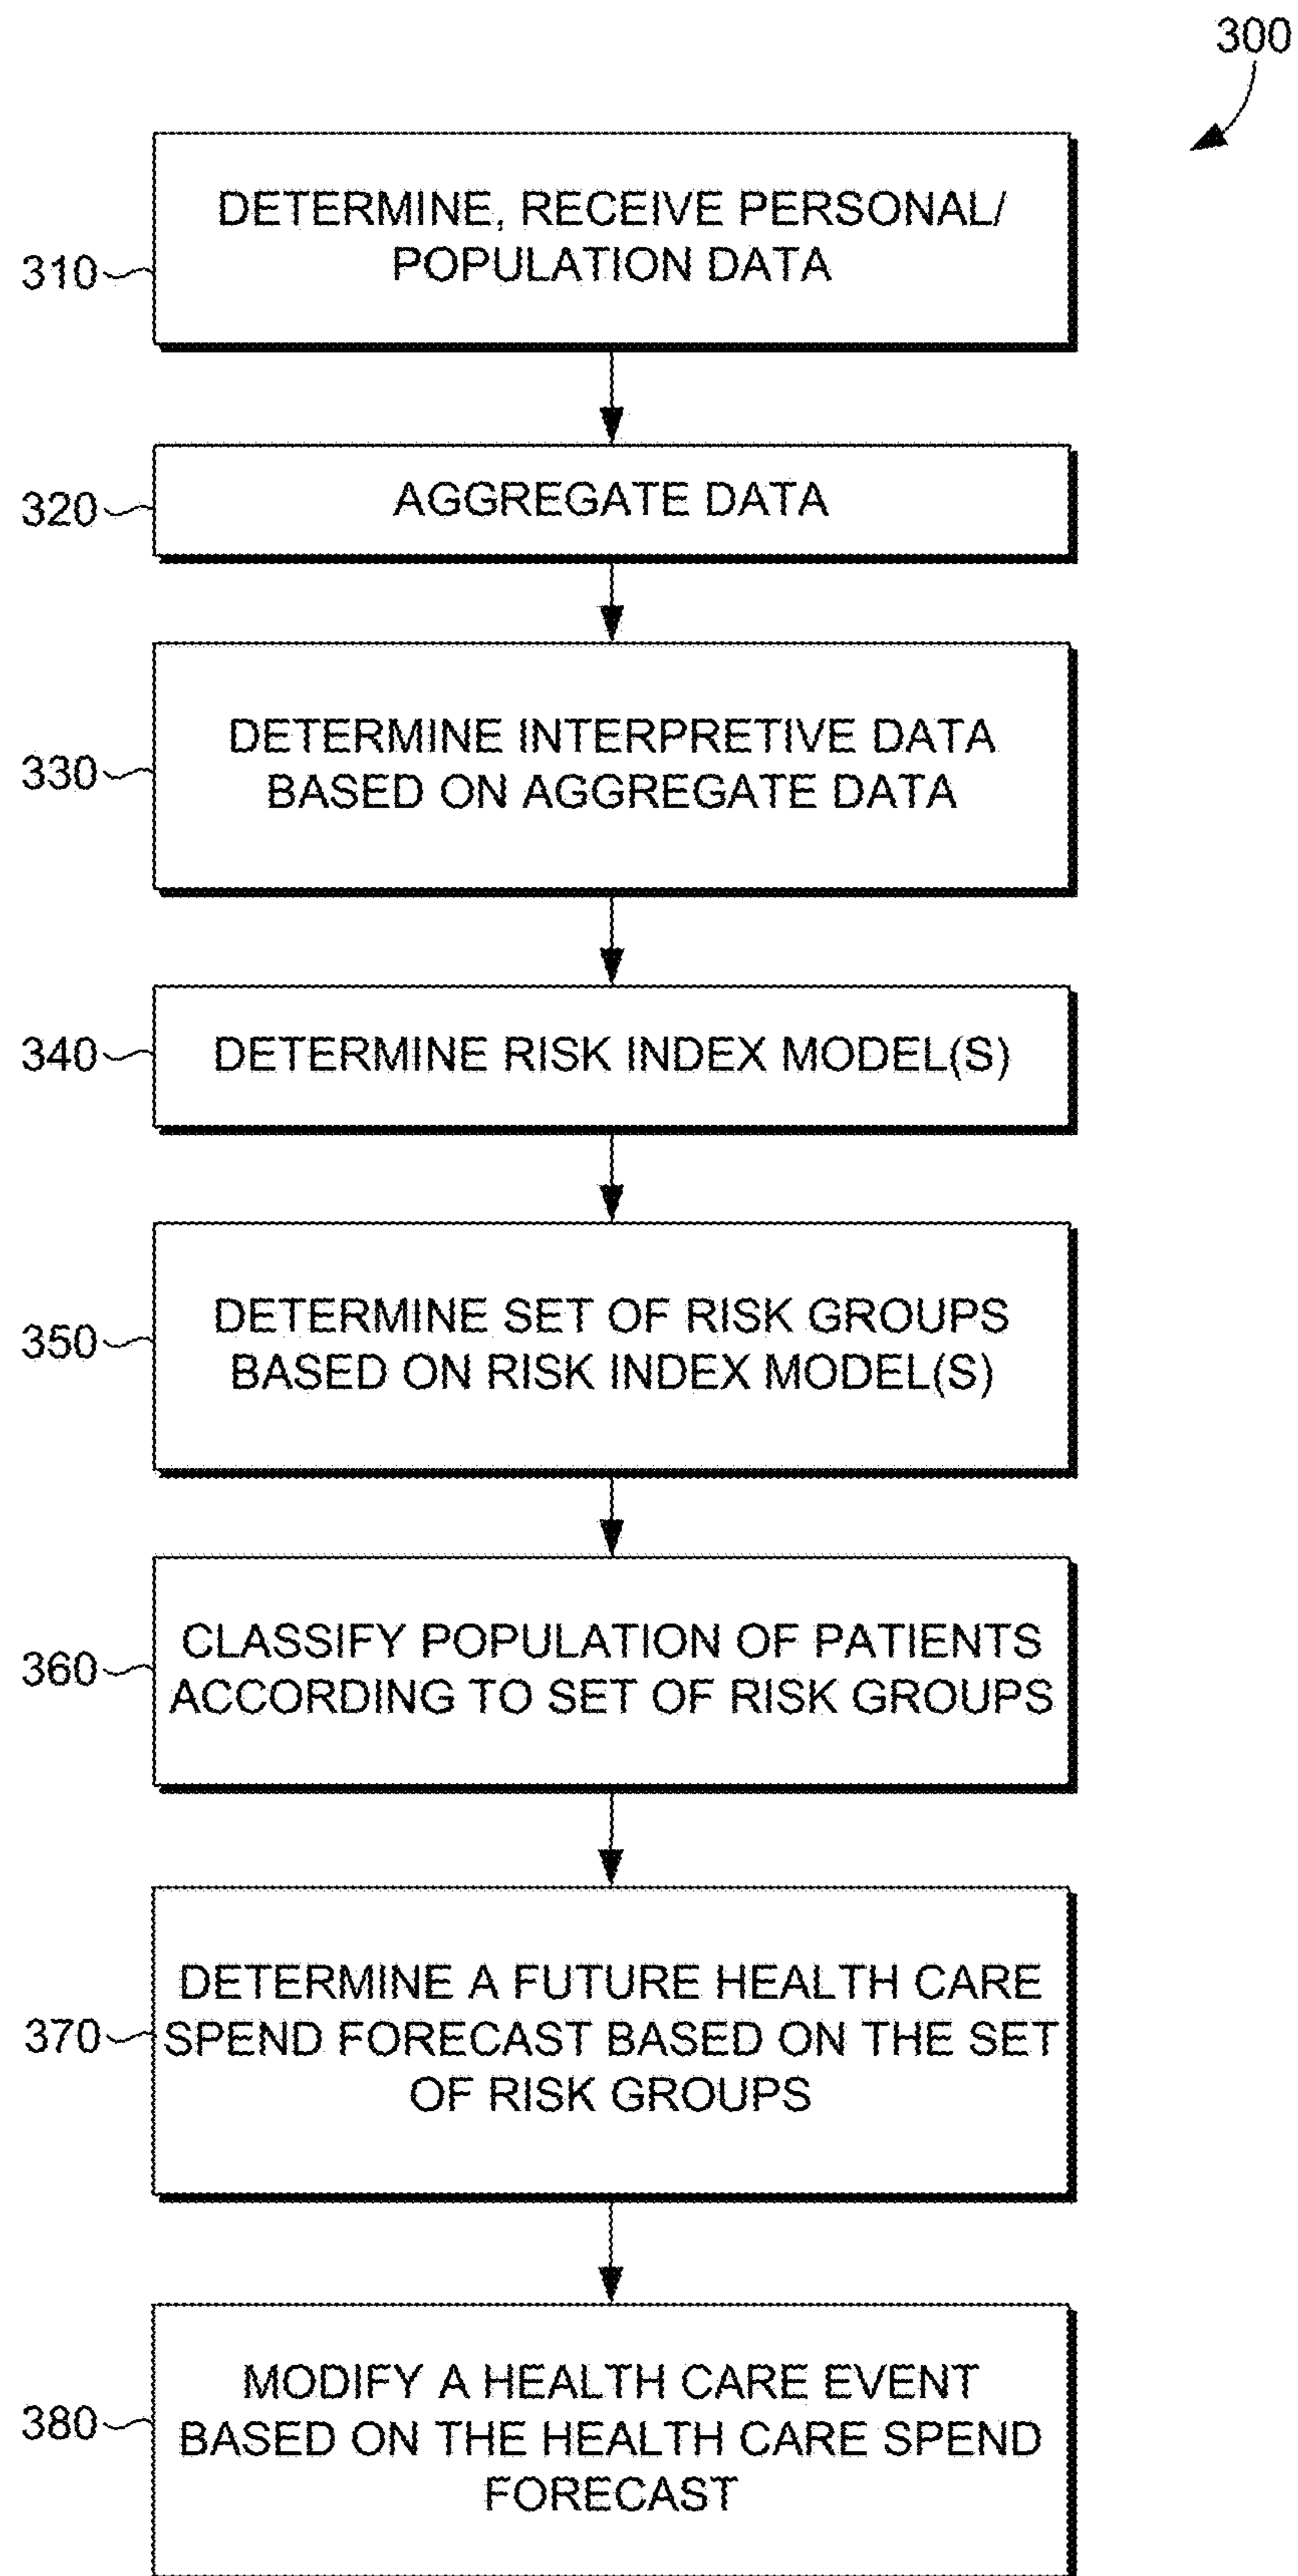 300
DETERMINE, RECEIVE PERSONAL/
POPULATION DATA
310
AGGREGATE DATA
320
DETERMINE INTERPRETIVE DATA
BASED ON AGGREGATE DATA
330
DETERMINE RISK INDEX MODEL(S)
340
DETERMINE SET OF RISK GROUPS
BASED ON RISK INDEX MODEL(S)
350
CLASSIFY POPULATION OF PATIENTS
ACCORDING TO SET OF RISK GROUPS
360
DETERMINE A FUTURE HEALTH CARE
SPEND FORECAST BASED ON THE SET
OF RISK GROUPS
370
MODIFY A HEALTH CARE EVENT
BASED ON THE HEALTH CARE SPEND
FORECAST
380